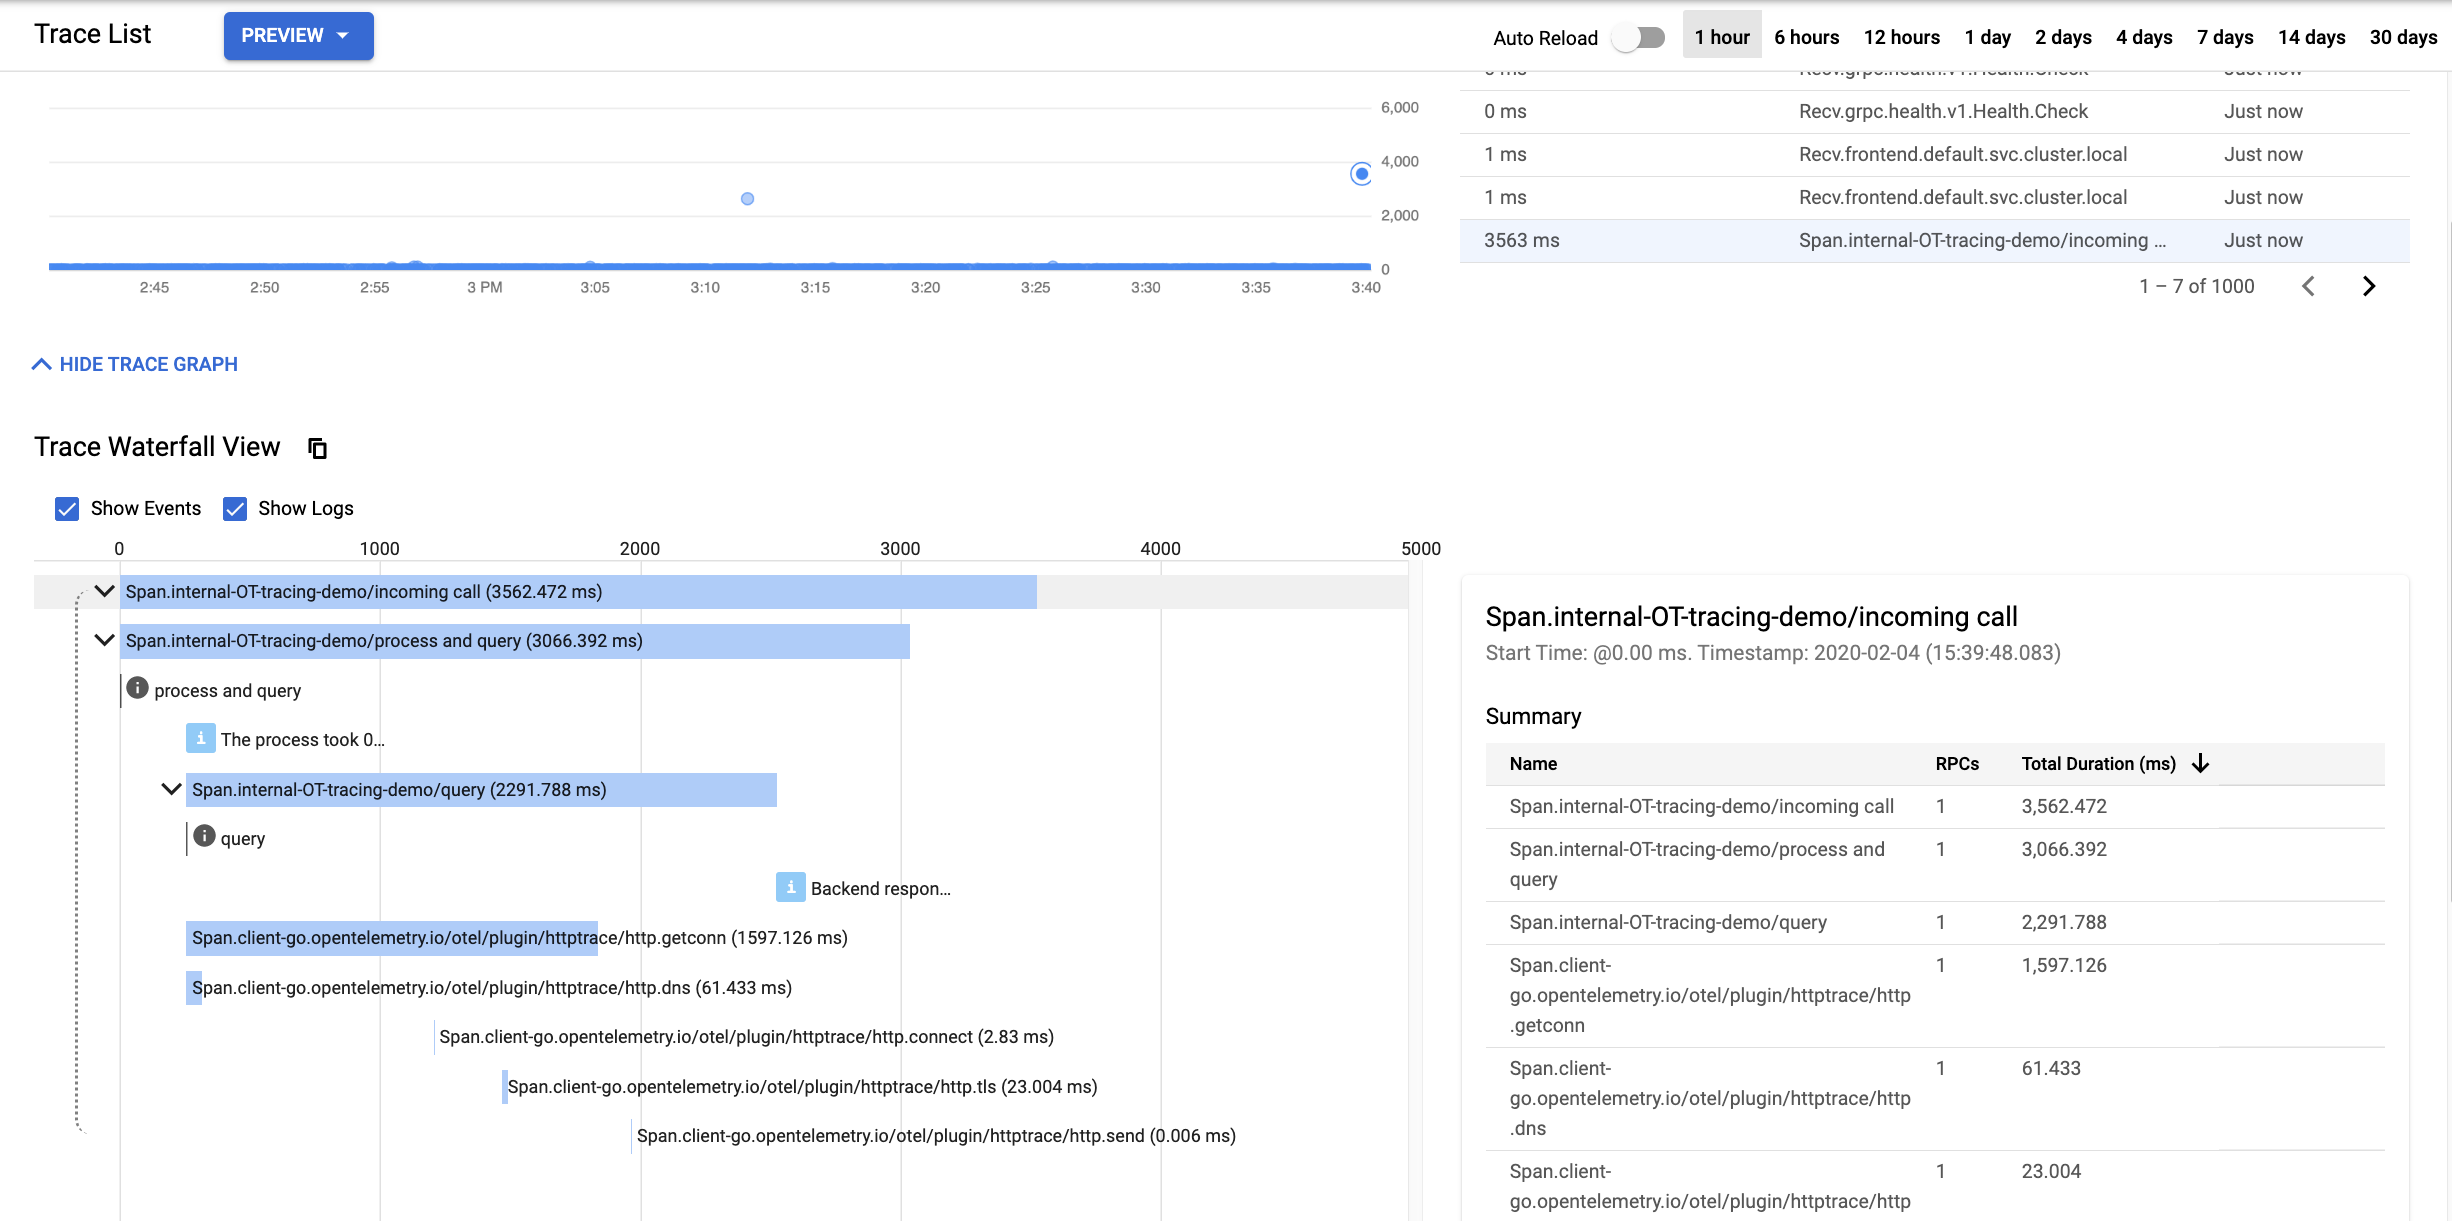 Trace List
PREVIEW
Auto Reload
1 hour 6 hours 12 hours 1 day 2 days 4 days 7 days 14 days 30 days
6,000
4,000
2,000
0
2:45 2:50 2:55 3 PM 3:05 3:10 3:15 3:20 3:25 3:30 3:35 3:40
0 ms Recv.grpc.health.v1.Health.Check Just now
0 ms Recv.grpc.health.v1.Health.Check Just now
1 ms Recv.frontend.default.svc.cluster.local Just now
1 ms Recv.frontend.default.svc.cluster.local Just now
3563 ms Span.internal-OT-tracing-demo/incoming ... Just now
1 – 7 of 1000
HIDE TRACE GRAPH
Trace Waterfall View
Show Events Show Logs
0 1000 2000 3000 4000 5000
Span.internal-OT-tracing-demo/incoming call (3562.472 ms)
Span.internal-OT-tracing-demo/process and query (3066.392 ms)
process and query
The process took 0...
Span.internal-OT-tracing-demo/query (2291.788 ms)
query
Backend respon...
Span.client-go.opentelemetry.io/otel/plugin/httptrace/http.getconn (1597.126 ms)
Span.client-go.opentelemetry.io/otel/plugin/httptrace/http.dns (61.433 ms)
Span.client-go.opentelemetry.io/otel/plugin/httptrace/http.connect (2.83 ms)
Span.client-go.opentelemetry.io/otel/plugin/httptrace/http.tls (23.004 ms)
Span.client-go.opentelemetry.io/otel/plugin/httptrace/http.send (0.006 ms)
Span.internal-OT-tracing-demo/incoming call
Start Time: @0.00 ms. Timestamp: 2020-02-04 (15:39:48.083)
Summary
Name RPCs Total Duration (ms)
Span.internal-OT-tracing-demo/incoming call 1 3,562.472
Span.internal-OT-tracing-demo/process and 1 3,066.392
query
Span.internal-OT-tracing-demo/query 1 2,291.788
Span.client- 1 1,597.126
go.opentelemetry.io/otel/plugin/httptrace/http
.getconn
Span.client- 1 61.433
go.opentelemetry.io/otel/plugin/httptrace/http
.dns
Span.client- 1 23.004
go.opentelemetry.io/otel/plugin/httptrace/http